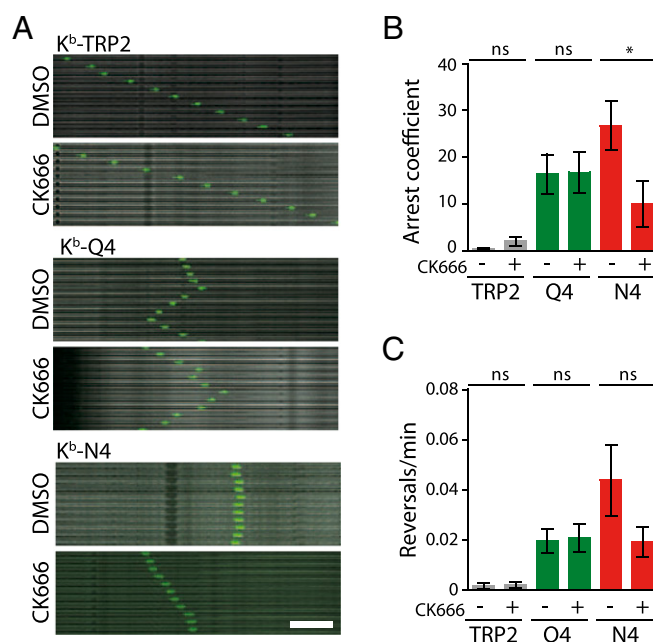 A
Kᵇ-TRP2
DMSO
CK666
Kᵇ-Q4
DMSO
CK666
Kᵇ-N4
DMSO
CK666
B
ns ns *
Arrest coefficient
40
30
20
10
0
CK666 - + - + - +
TRP2 Q4 N4
C
ns ns ns
Reversals/min
0.08
0.06
0.04
0.02
0
CK666 - + - + - +
TRP2 Q4 N4